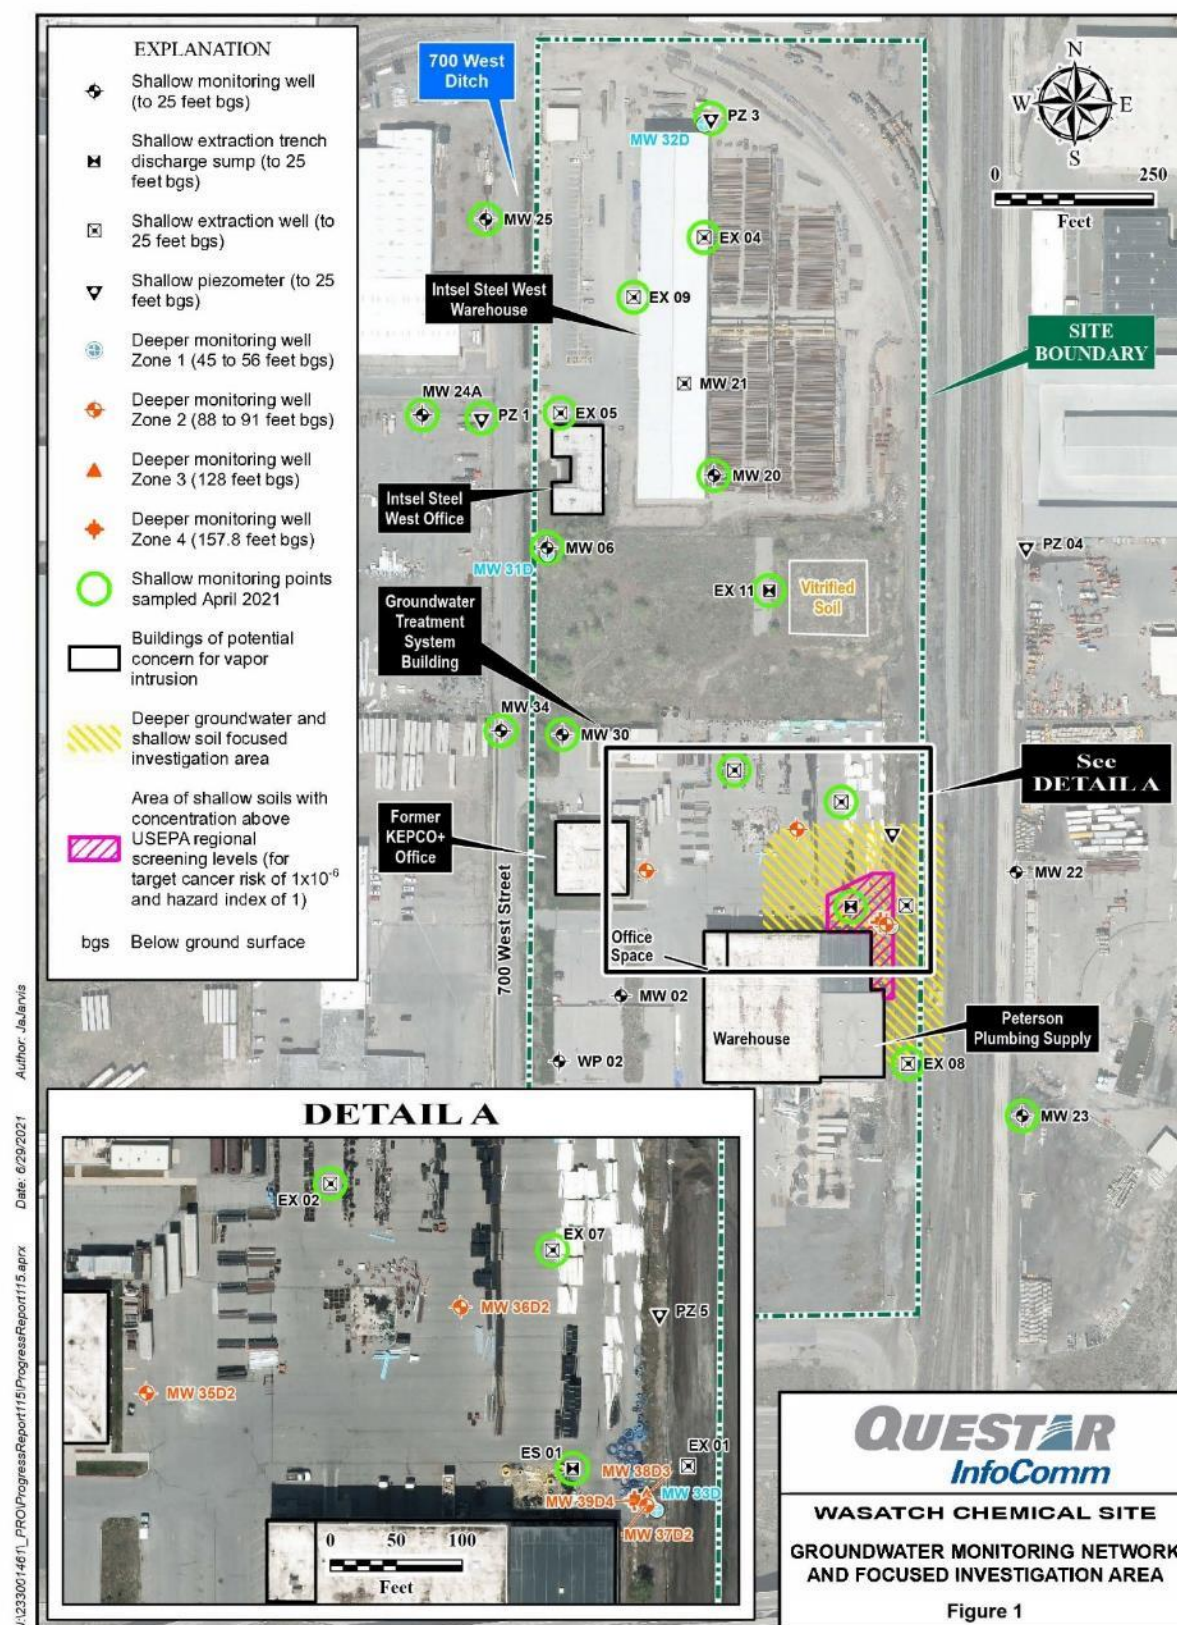 EXPLANATION
Shallow monitoring well
(to 25 feet bgs)
Shallow extraction trench
discharge sump (to 25
feet bgs)
Shallow extraction well (to
25 feet bgs)
Shallow piezometer (to 25
feet bgs)
Deeper monitoring well
Zone 1 (45 to 56 feet bgs)
Deeper monitoring well
Zone 2 (88 to 91 feet bgs)
Deeper monitoring well
Zone 3 (128 feet bgs)
Deeper monitoring well
Zone 4 (157.8 feet bgs)
Shallow monitoring points
sampled April 2021
Buildings of potential
concern for vapor
intrusion
Deeper groundwater and
shallow soil focused
investigation area
Area of shallow soils with
concentration above
USEPA regional
screening levels (for
target cancer risk of 1x10⁻⁶
and hazard index of 1)
bgs Below ground surface
700 West
Ditch
N
W E
S
0 250
Feet
PZ 3
MW 32D
MW 25
EX 04
Intsel Steel West
Warehouse
EX 09
SITE
BOUNDARY
MW 21
MW 24A
PZ 1
EX 05
MW 20
Intsel Steel
West Office
MW 06
MW 31D
PZ 04
EX 11
Vitrified
Soil
Groundwater
Treatment
System
Building
MW 34
MW 30
See
DETAIL A
Former
KEPCO+
Office
MW 22
700 West Street
Office
Space
MW 02
Warehouse
Peterson
Plumbing Supply
WP 02
EX 08
MW 23
DETAIL A
EX 02
EX 07
MW 36D2
PZ 5
MW 35D2
ES 01
EX 01
MW 38D3
MW 39D4
MW 33D
MW 37D2
0 50 100
Feet
QUESTAR
InfoComm
WASATCH CHEMICAL SITE
GROUNDWATER MONITORING NETWORK
AND FOCUSED INVESTIGATION AREA
Figure 1
Author: JaJarvis
Date: 6/29/2021
\233001461\_PRO\ProgressReport115\ProgressReport115.aprx